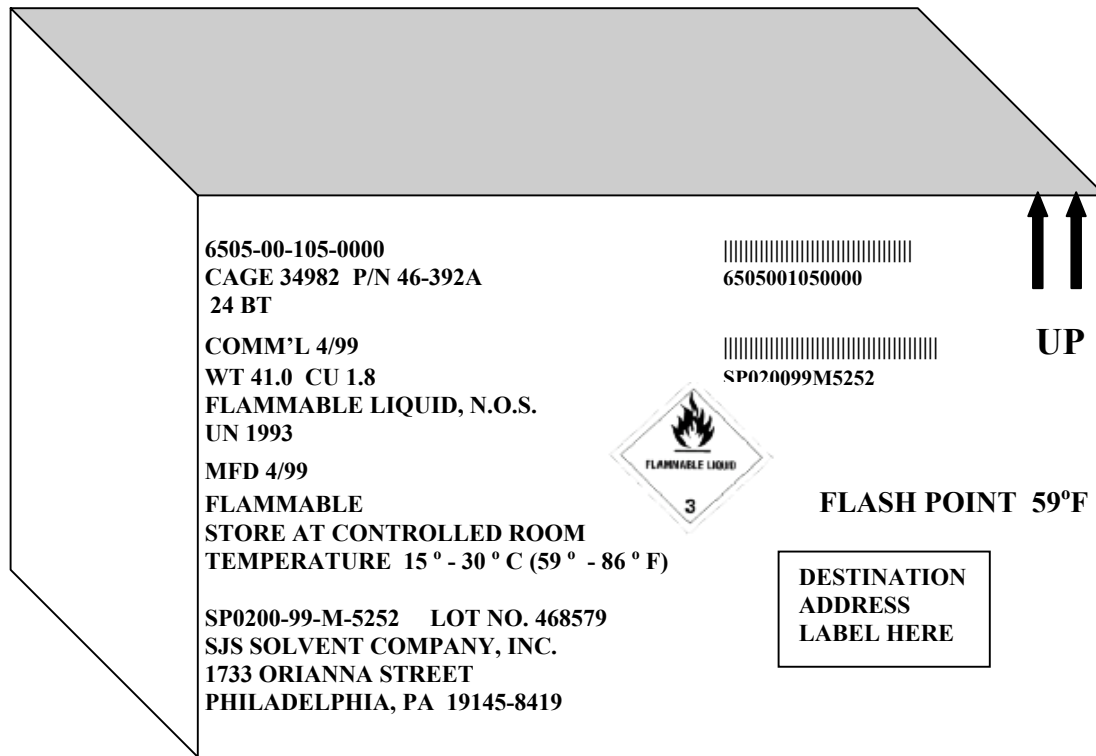 6505-00-105-0000
CAGE 34982 P/N 46-392A
24 BT
6505001050000
UP
COMM'L 4/99
WT 41.0 CU 1.8
FLAMMABLE LIQUID, N.O.S.
UN 1993
SP020099M5252
MFD 4/99
FLAMMABLE
STORE AT CONTROLLED ROOM
TEMPERATURE 15 º - 30 º C (59 º - 86 º F)
FLAMMABLE LIQUID
3
FLASH POINT 59ºF
SP0200-99-M-5252 LOT NO. 468579
SJS SOLVENT COMPANY, INC.
1733 ORIANNA STREET
PHILADELPHIA, PA 19145-8419
DESTINATION
ADDRESS
LABEL HERE